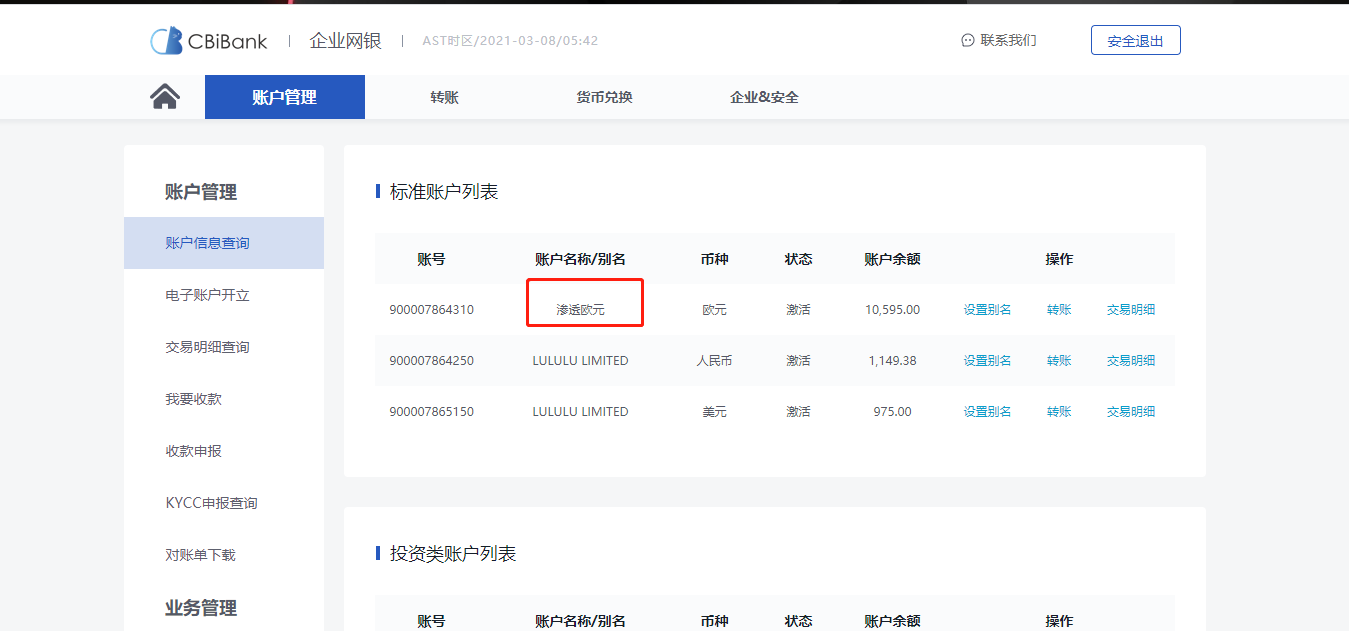 CBiBank | 企业网银 | AST时区/2021-03-08/05:42 联系我们 安全退出
账户管理 转账 货币兑换 企业&安全
账户管理
账户信息查询
电子账户开立
交易明细查询
我要收款
收款申报
KYCC申报查询
对账单下载
业务管理
标准账户列表
账号 账户名称/别名 币种 状态 账户余额 操作
900007864310 渗透欧元 欧元 激活 10,595.00 设置别名 转账 交易明细
900007864250 LULULU LIMITED 人民币 激活 1,149.38 设置别名 转账 交易明细
900007865150 LULULU LIMITED 美元 激活 975.00 设置别名 转账 交易明细
投资类账户列表
账号 账户名称/别名 币种 状态 账户余额 操作